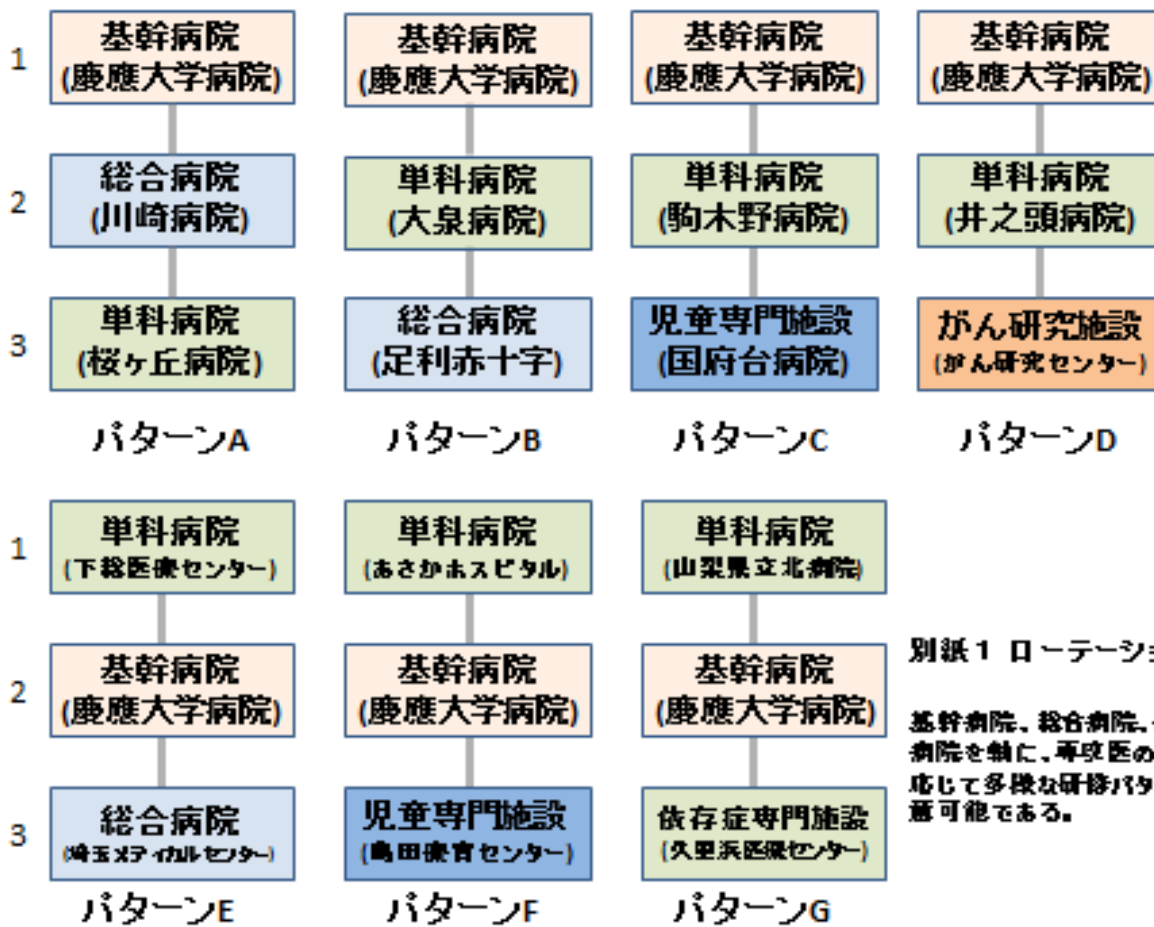 1
基幹病院
(慶應大学病院)
基幹病院
(慶應大学病院)
基幹病院
(慶應大学病院)
基幹病院
(慶應大学病院)
2
総合病院
(川崎病院)
単科病院
(大泉病院)
単科病院
(駒木野病院)
単科病院
(井之頭病院)
3
単科病院
(桜ヶ丘病院)
総合病院
(足利赤十字)
児童専門施設
(国府台病院)
がん研究施設
(がん研究センター)
パターンA
パターンB
パターンC
パターンD
1
単科病院
(下総医療センター)
単科病院
(あさかホスピタル)
単科病院
(山梨県立北病院)
2
基幹病院
(慶應大学病院)
基幹病院
(慶應大学病院)
基幹病院
(慶應大学病院)
3
総合病院
(埼玉メディカルセンター)
児童専門施設
(島田療育センター)
依存症専門施設
(久里浜医療センター)
パターンE
パターンF
パターンG
別紙1 ローテーショ
基幹病院、総合病院、
病院を軸に、専攻医の
応じて多様な研修パタ
意可能である。